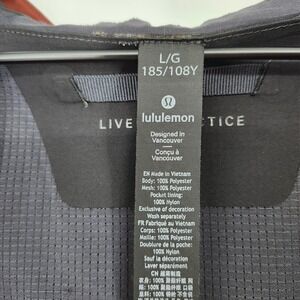 L/G
185/108Y
lululemon
LIVE
CTICE
Designed in
Vancouver
Conçu à
Vancouver
EN Made in Vietnam
Body: 100% Polyester
Mesh: 100% Polyester
Pocket lining:
100% Nylon
Exclusive of decoration
Wash separately
FR Fabriqué au Vietnam
Corps: 100% Polyester
Maille: 100% Polyester
Doublure de la poche:
100% Nylon
Sauf la décoration
Laver séparément